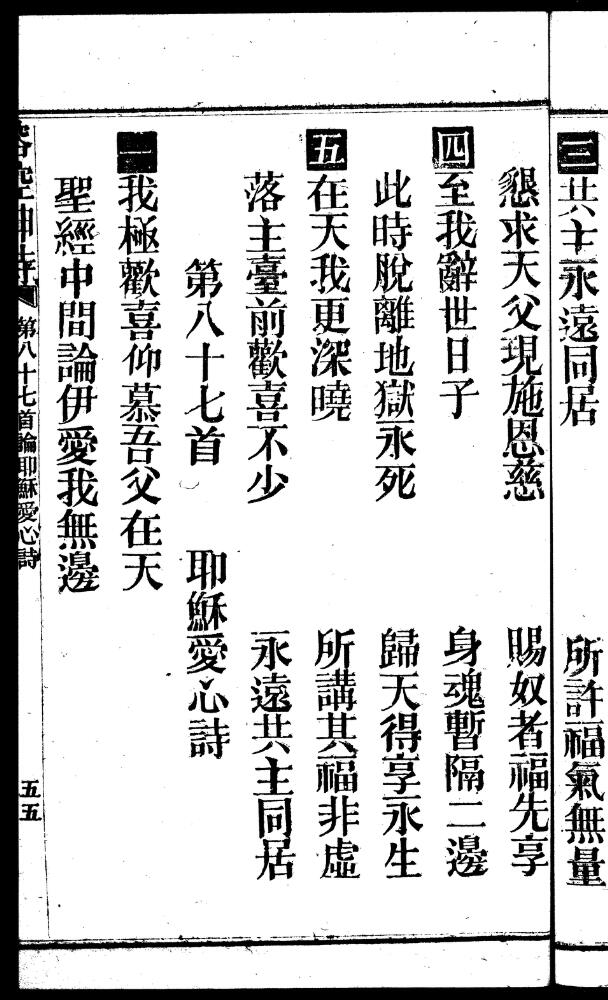 三 共主永遠同居 所許福氣無量
懇求天父現施恩慈 賜奴者福先享
四 至我辭世日子 身魂暫隔二邊
此時脫離地獄永死 歸天得享永生
五 在天我更深曉 所講其福非虛
落主臺前歡喜不少 永遠共主同居
第八十七首 耶穌愛心詩
一 我極歡喜仰慕吾父在天
聖經中間論伊愛我無邊
神詩 第八十七首論耶穌愛心詩 五五